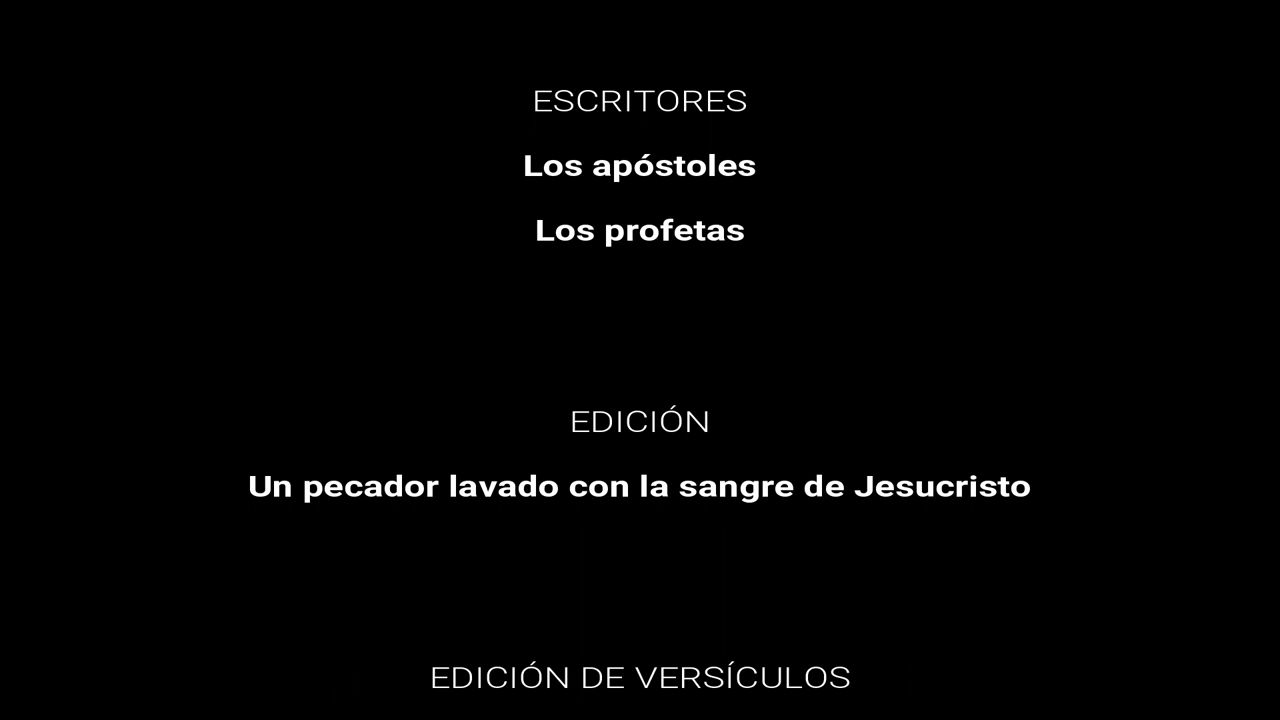 ESCRITORES
Los apóstoles
Los profetas
EDICIÓN
Un pecador lavado con la sangre de Jesucristo
EDICIÓN DE VERSÍCULOS